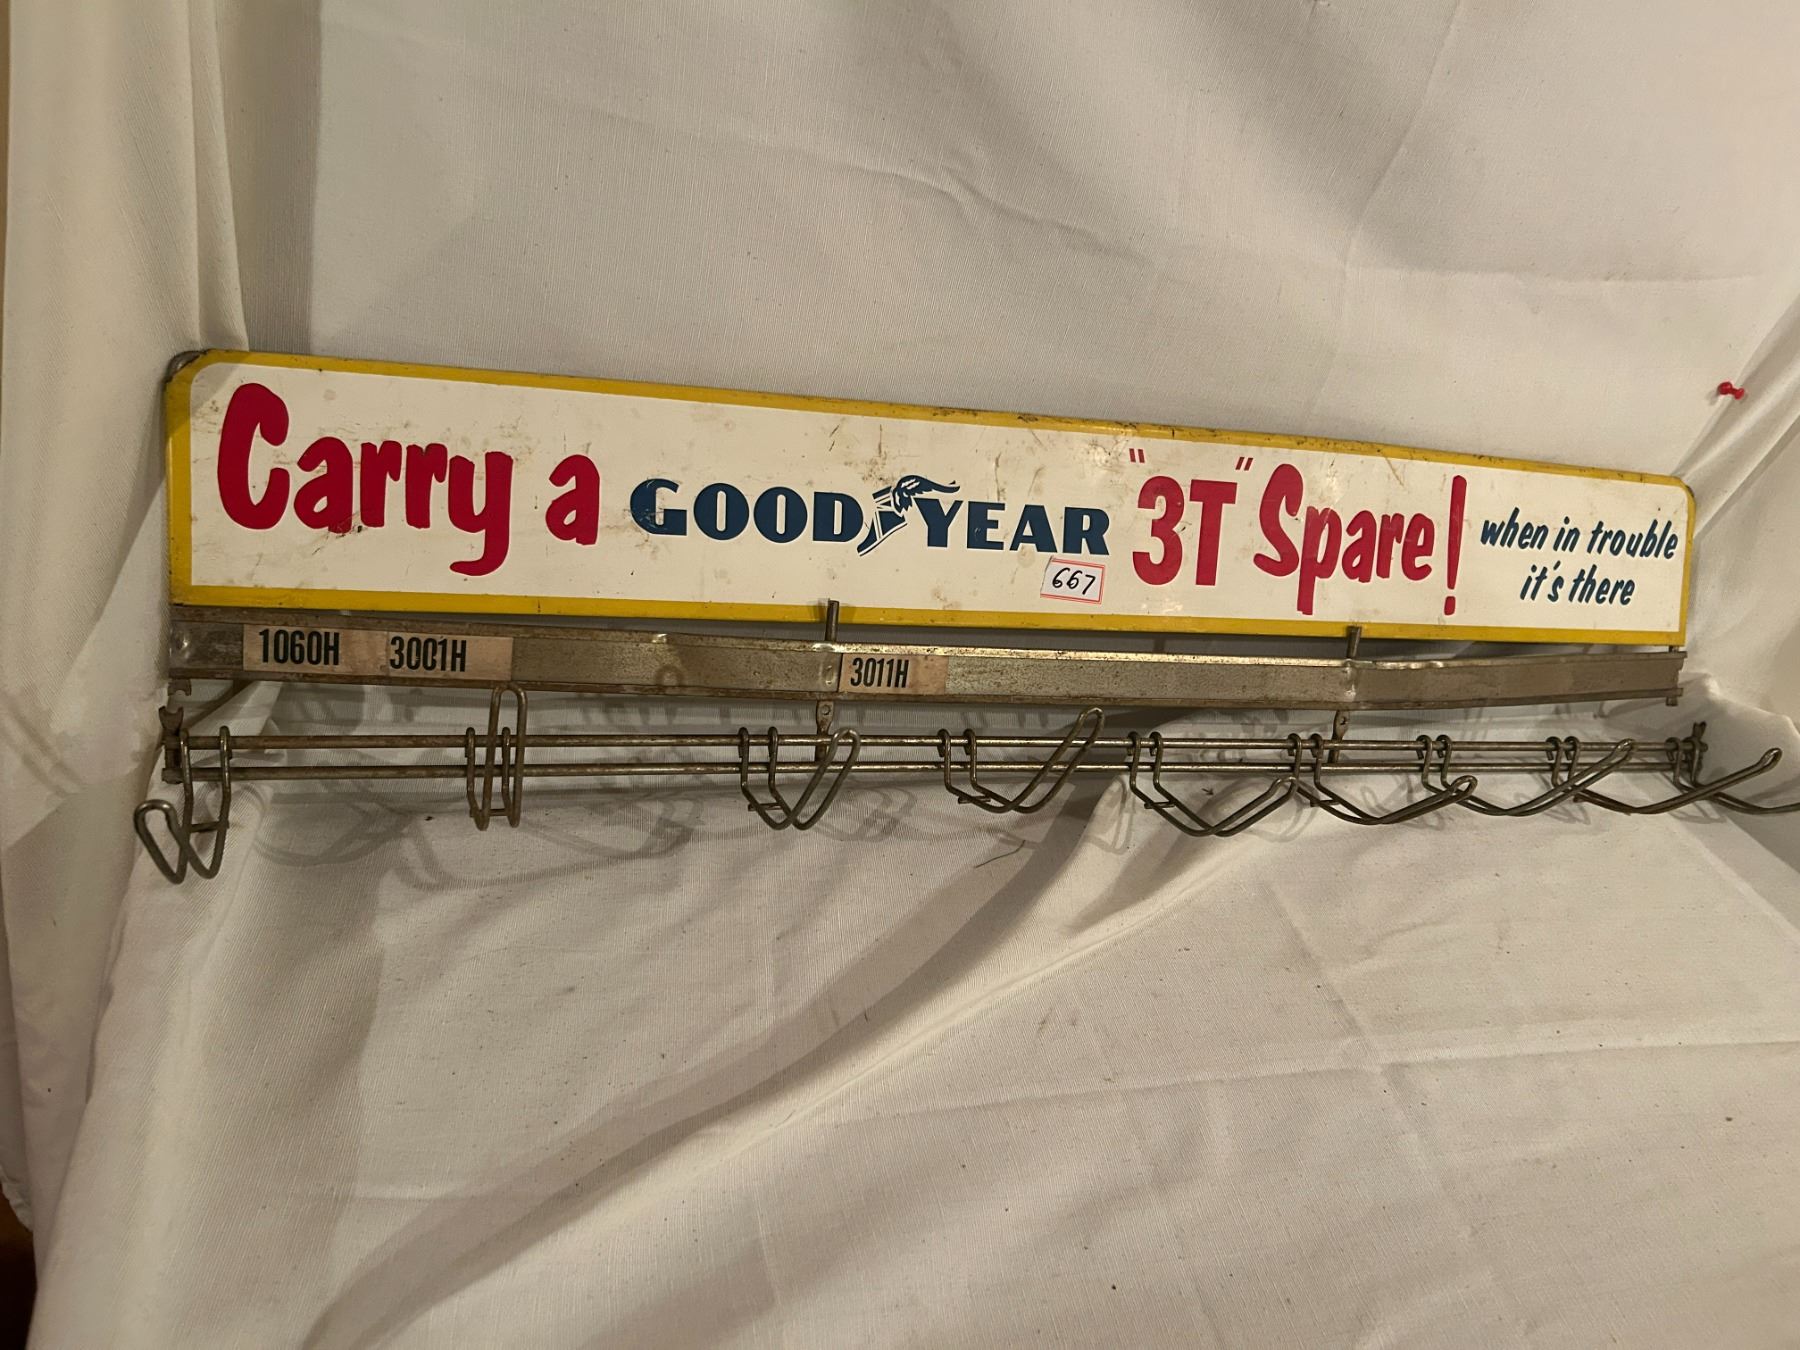 Carry a GOODYEAR "3T" Spare! when in trouble
it's there
667
1060H 3001H 3011H